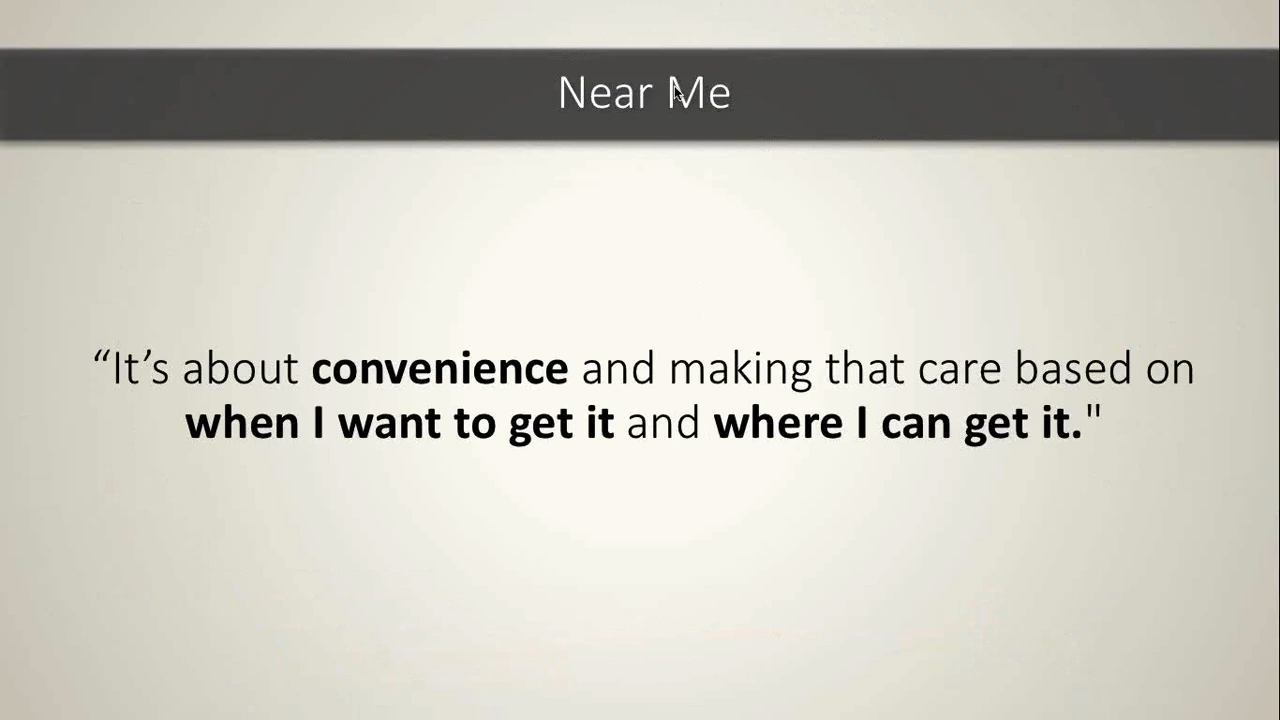 Near Me
“It’s about convenience and making that care based on
when I want to get it and where I can get it."